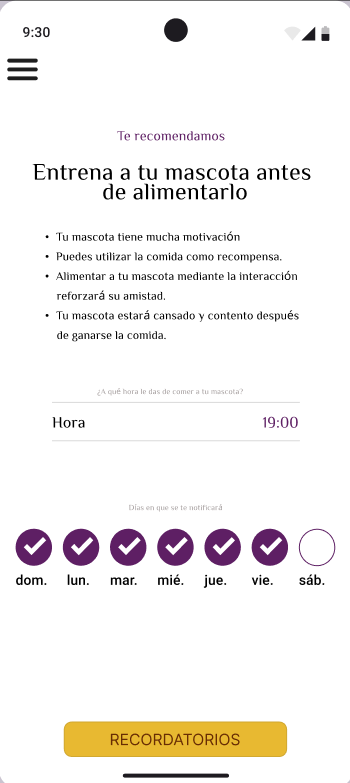 9:30
Te recomendamos
Entrena a tu mascota antes
de alimentarlo
• Tu mascota tiene mucha motivación
• Puedes utilizar la comida como recompensa.
• Alimentar a tu mascota mediante la interacción
reforzará su amistad.
• Tu mascota estará cansado y contento después
de ganarse la comida.
¿A qué hora le das de comer a tu mascota?
Hora 19:00
Días en que se te notificará
dom. lun. mar. mié. jue. vie. sáb.
RECORDATORIOS